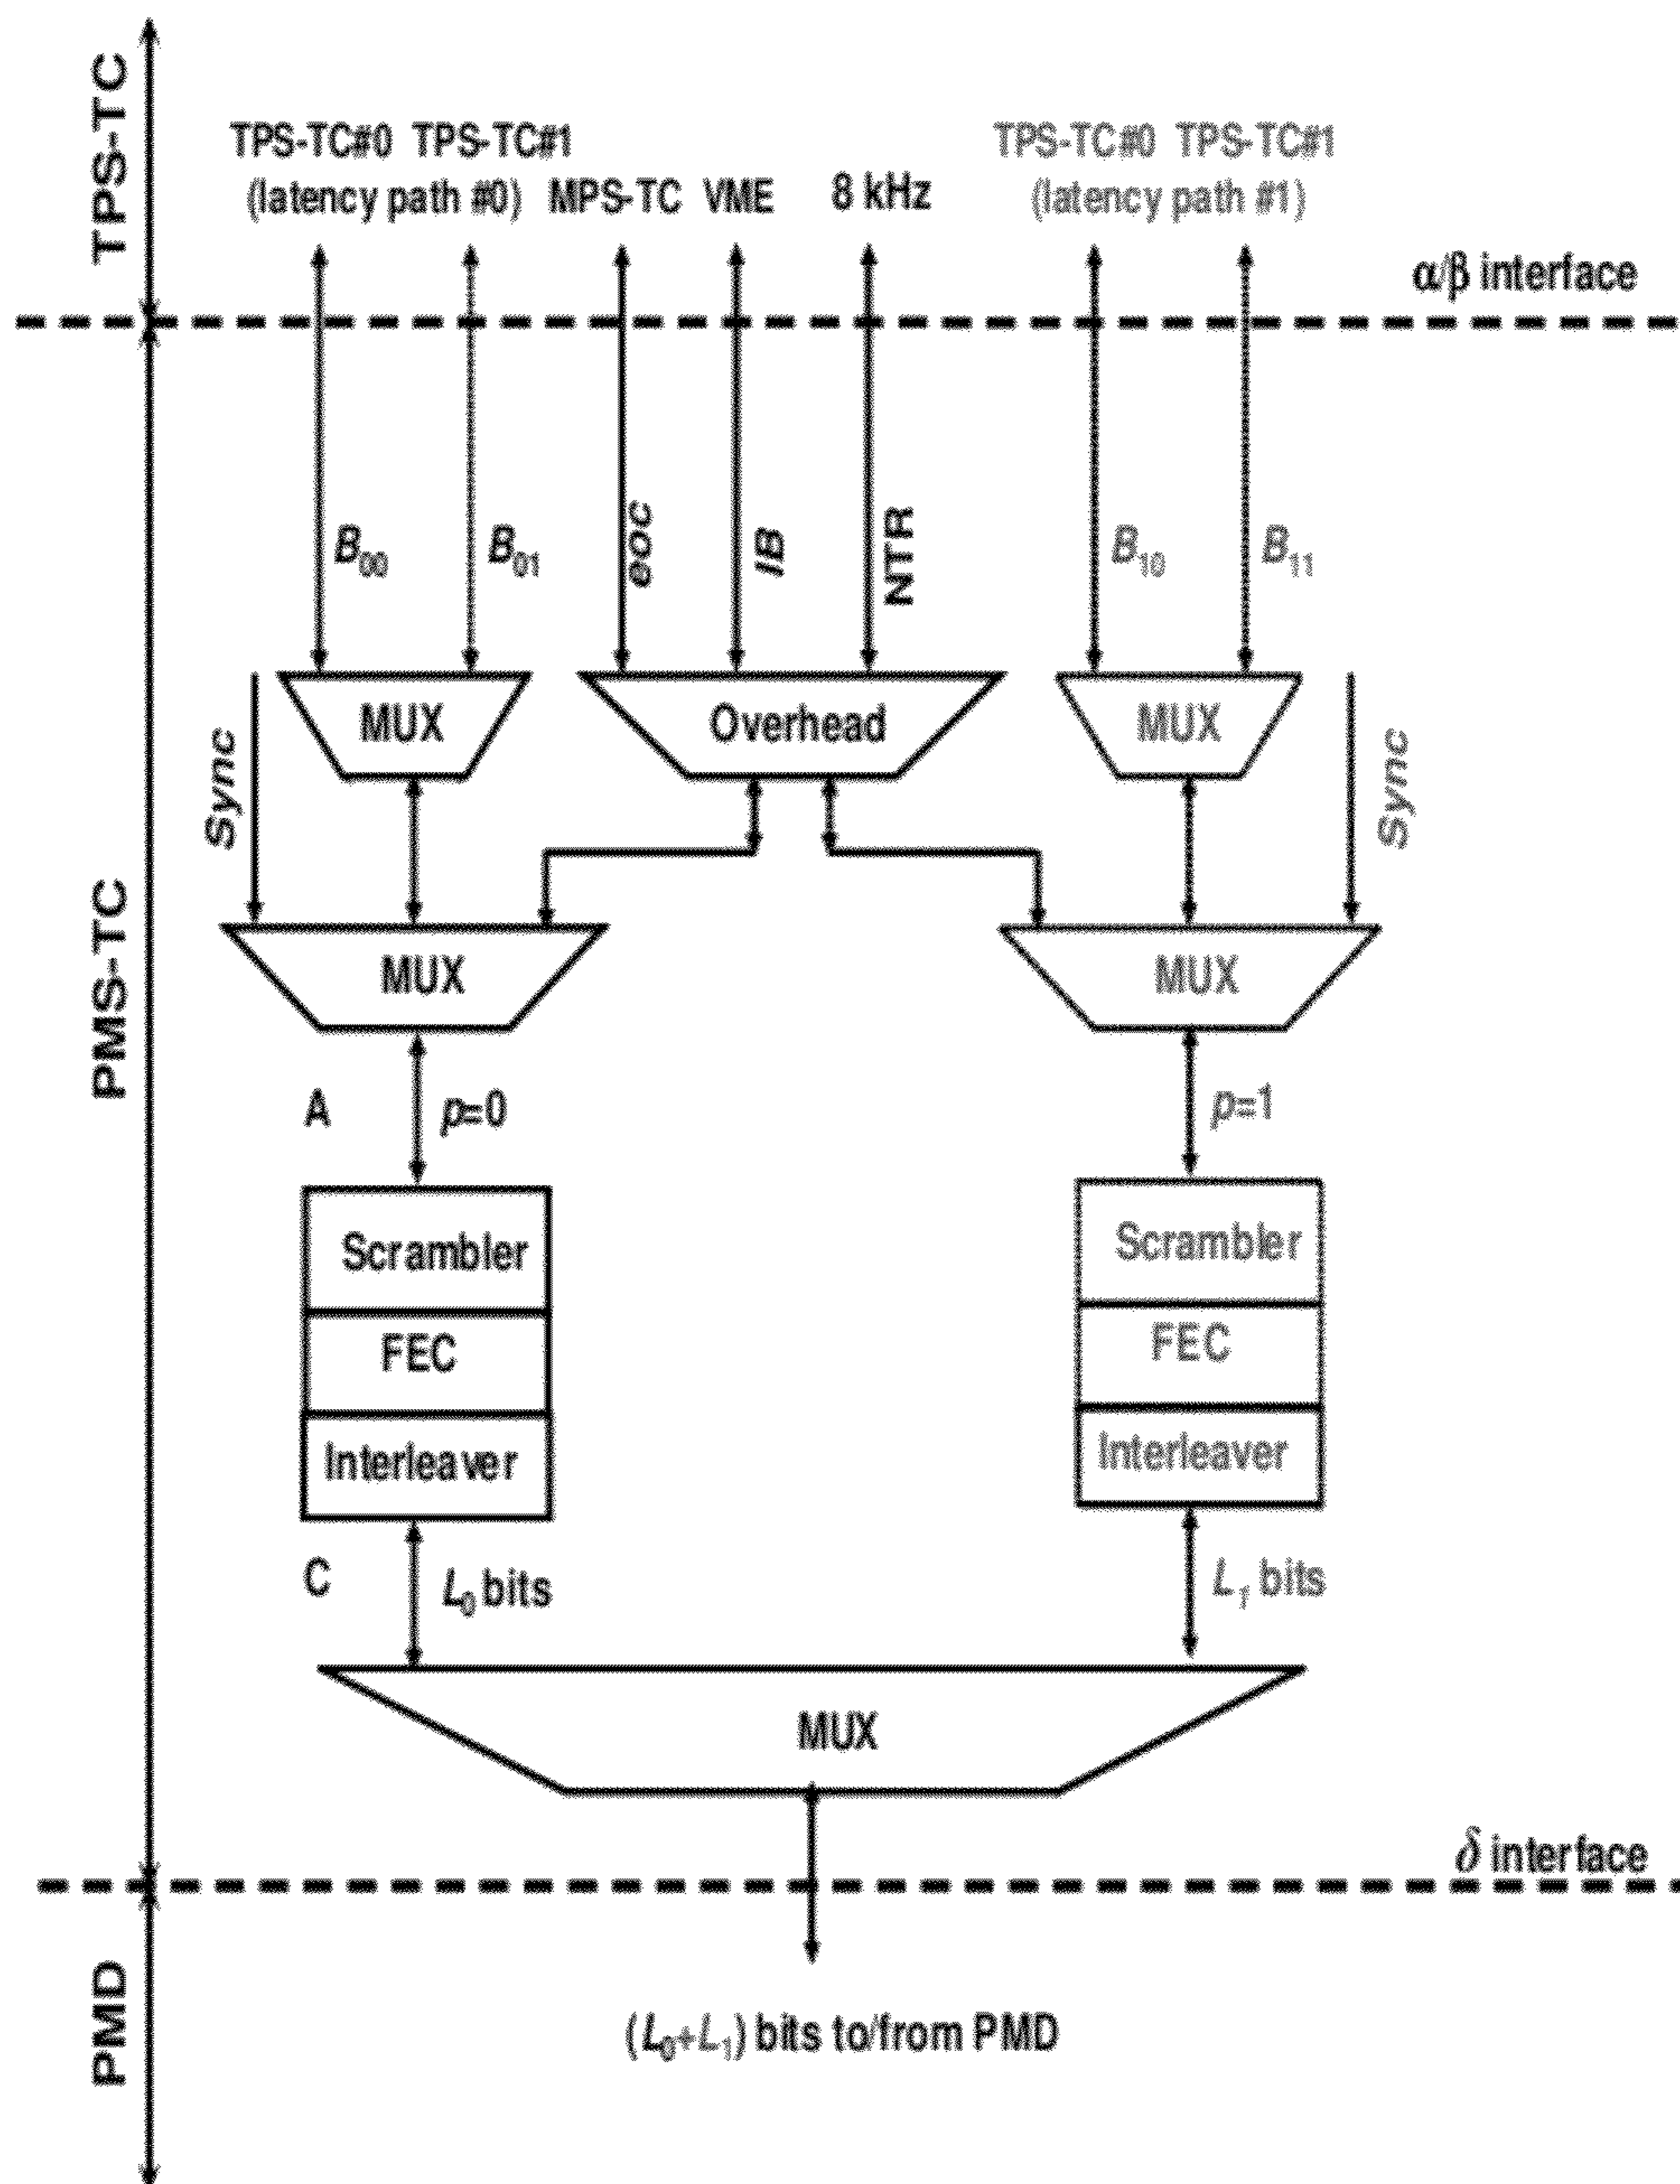 TPS-TC
TPS-TC#0 TPS-TC#1
(latency path #0)
MPS-TC
VME
8 kHz
TPS-TC#0 TPS-TC#1
(latency path #1)
α/β interface
B00
B01
eoc
IB
NTR
B10
B11
Sync
MUX
Overhead
MUX
Sync
PMS-TC
MUX
MUX
A
p=0
p=1
Scrambler
FEC
Interleaver
Scrambler
FEC
Interleaver
C
L0 bits
L1 bits
MUX
δ interface
PMD
(L0+L1) bits to/from PMD